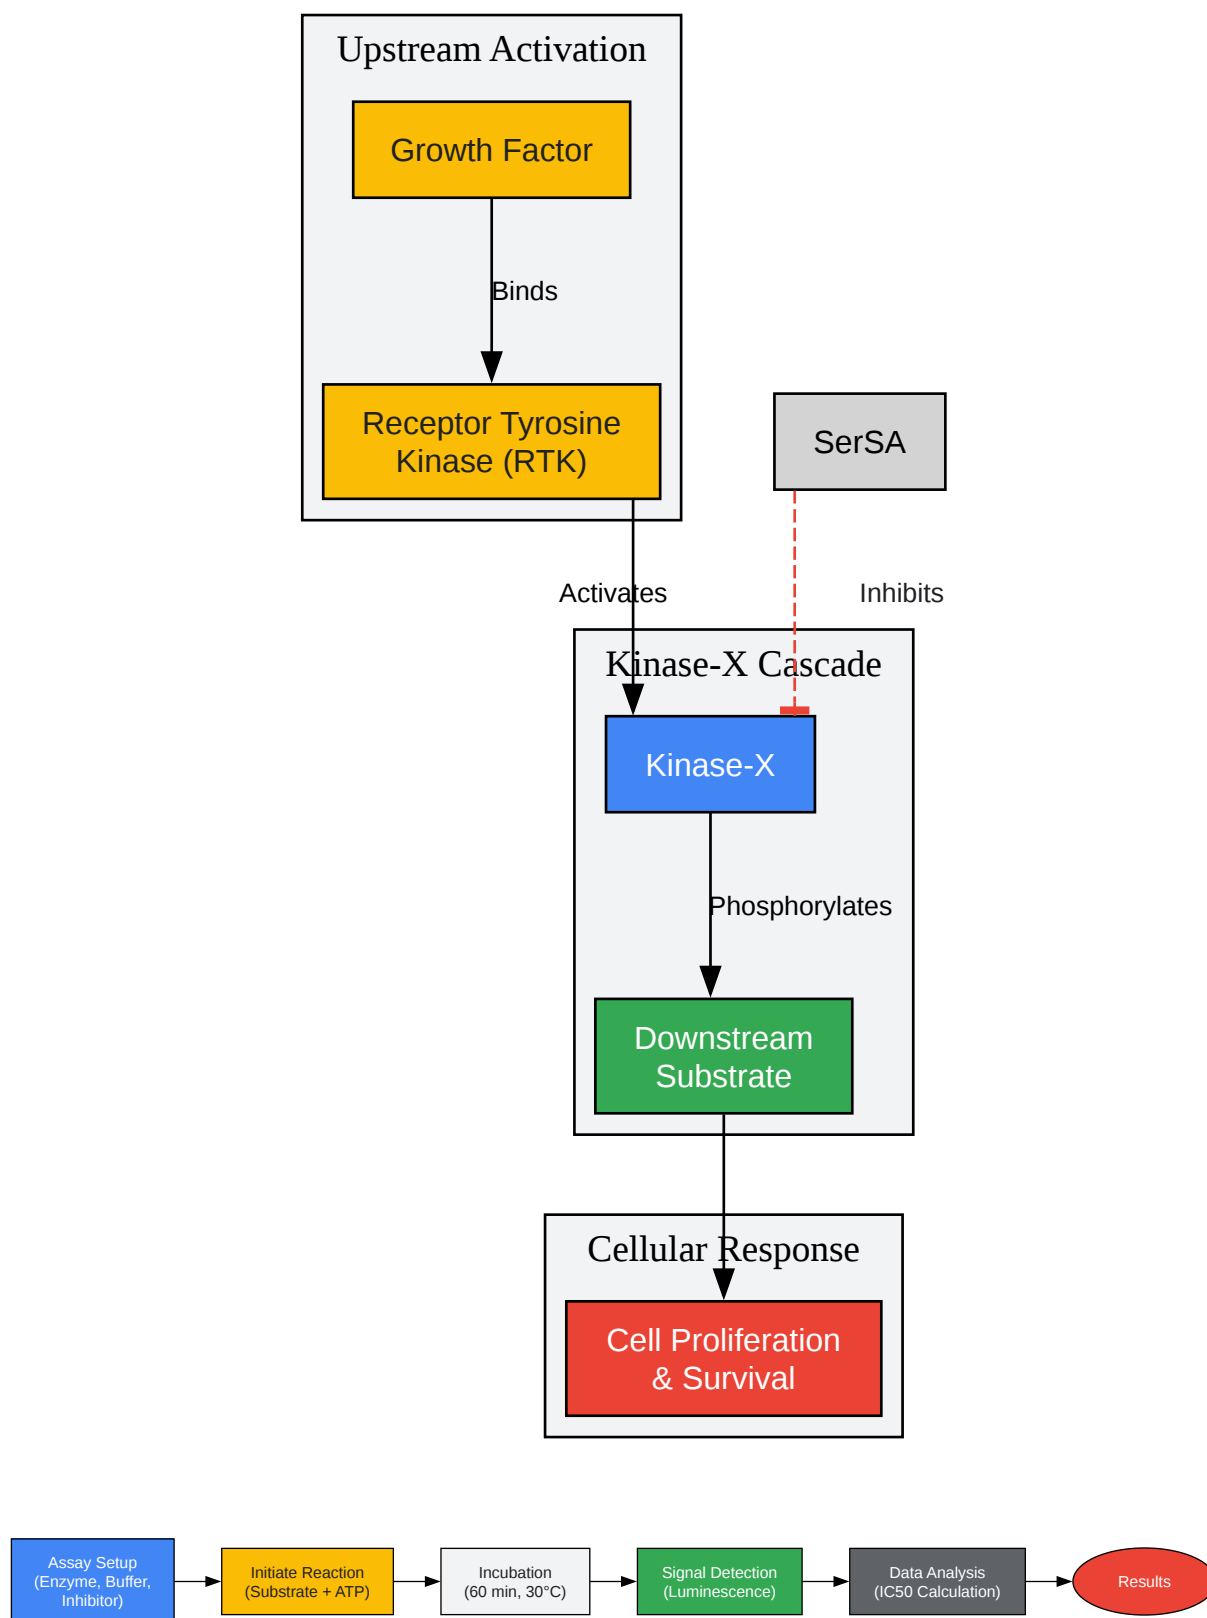 Upstream Activation
Growth Factor
Binds
Receptor Tyrosine
Kinase (RTK)
SerSA
Activates
Inhibits
Kinase-X Cascade
Kinase-X
Phosphorylates
Downstream
Substrate
Cellular Response
Cell Proliferation
& Survival
Assay Setup
(Enzyme, Buffer,
Inhibitor)
Initiate Reaction
(Substrate + ATP)
Incubation
(60 min, 30°C)
Signal Detection
(Luminescence)
Data Analysis
(IC50 Calculation)
Results